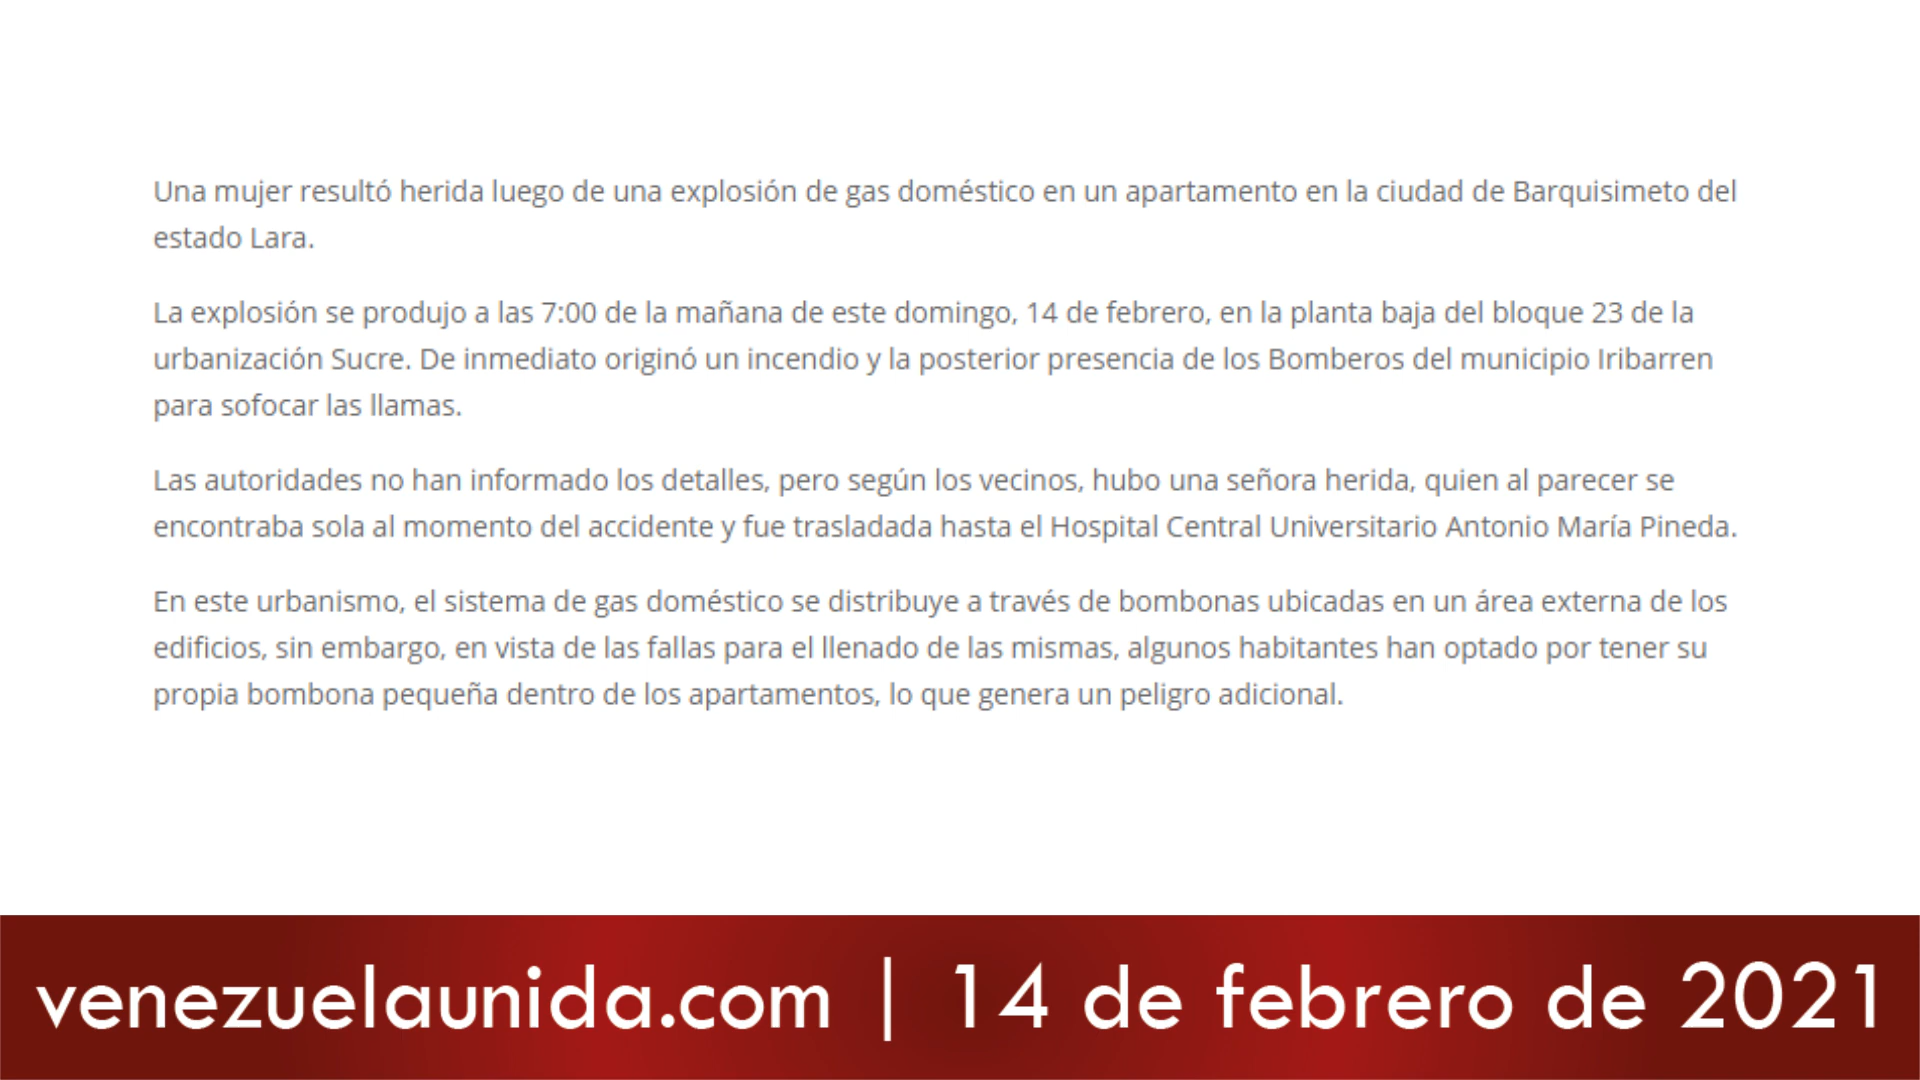 Una mujer resultó herida luego de una explosión de gas doméstico en un apartamento en la ciudad de Barquisimeto del
estado Lara.
La explosión se produjo a las 7:00 de la mañana de este domingo, 14 de febrero, en la planta baja del bloque 23 de la
urbanización Sucre. De inmediato originó un incendio y la posterior presencia de los Bomberos del municipio Iribarren
para sofocar las llamas.
Las autoridades no han informado los detalles, pero según los vecinos, hubo una señora herida, quien al parecer se
encontraba sola al momento del accidente y fue trasladada hasta el Hospital Central Universitario Antonio María Pineda.
En este urbanismo, el sistema de gas doméstico se distribuye a través de bombonas ubicadas en un área externa de los
edificios, sin embargo, en vista de las fallas para el llenado de las mismas, algunos habitantes han optado por tener su
propia bombona pequeña dentro de los apartamentos, lo que genera un peligro adicional.
venezuelaunida.com | 14 de febrero de 2021